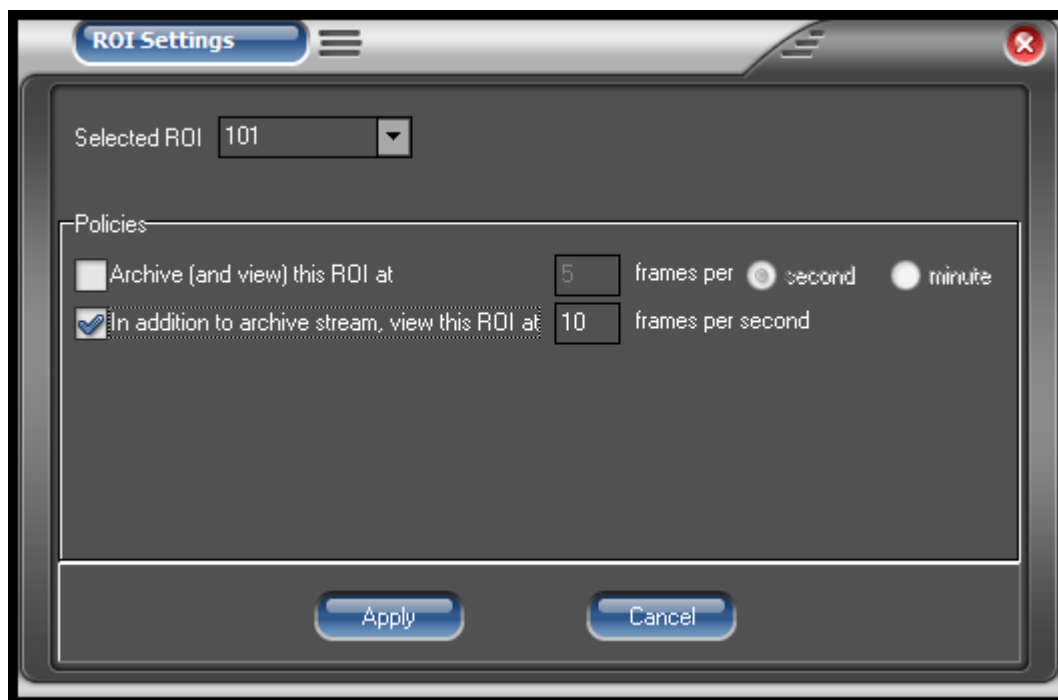 ROI Settings
Selected ROI 101
Policies
Archive (and view) this ROI at 5 frames per second minute
In addition to archive stream, view this ROI at 10 frames per second
Apply Cancel